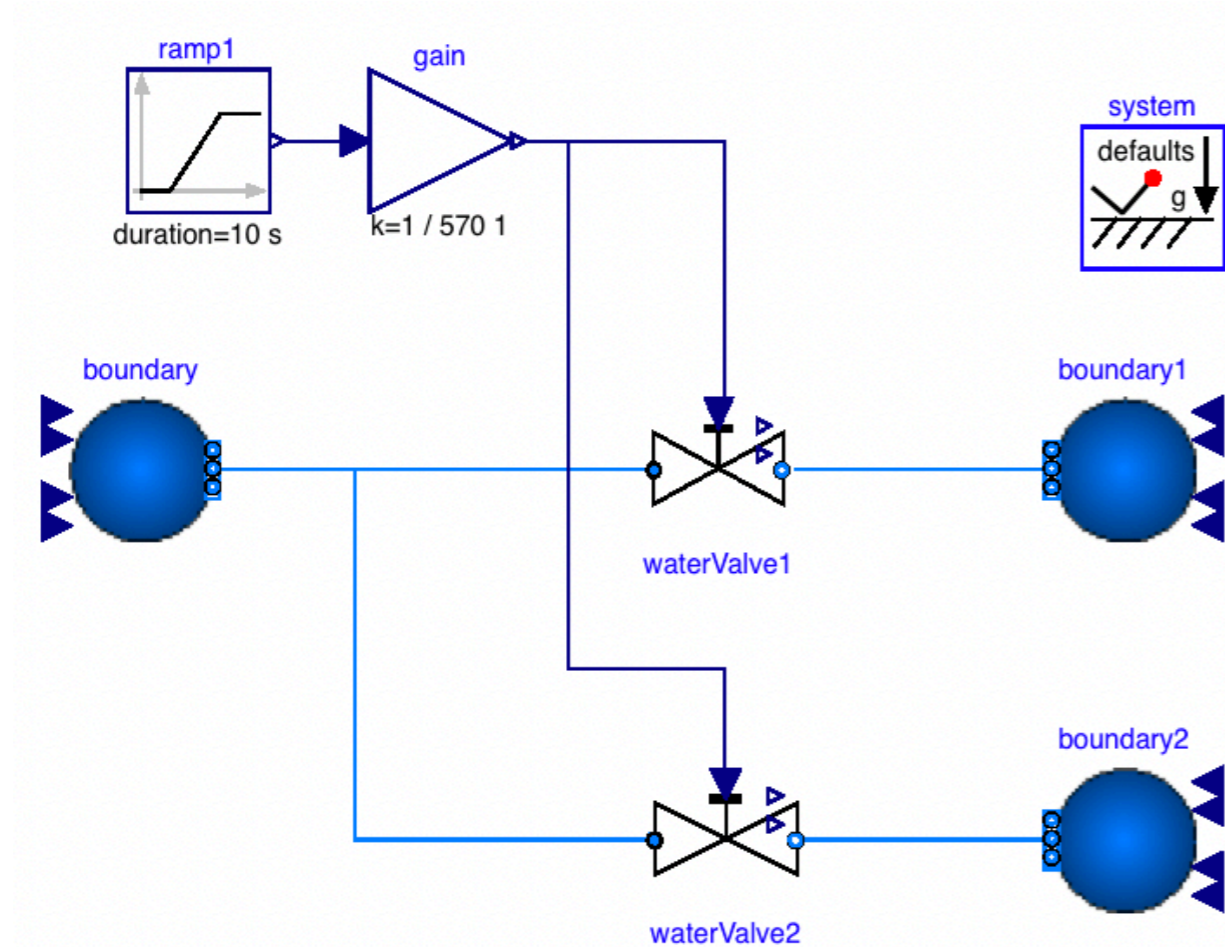 ramp1
gain
system
defaults
g
duration=10 s
k=1 / 570 1
boundary
boundary1
waterValve1
boundary2
waterValve2